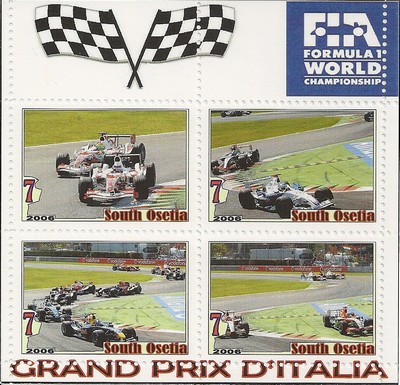 FIA
FORMULA 1
WORLD
CHAMPIONSHIP
7
2006
South Osetia
7
2006
South Osetia
7
2006
South Osetia
7
2006
South Osetia
GRAND PRIX D'ITALIA